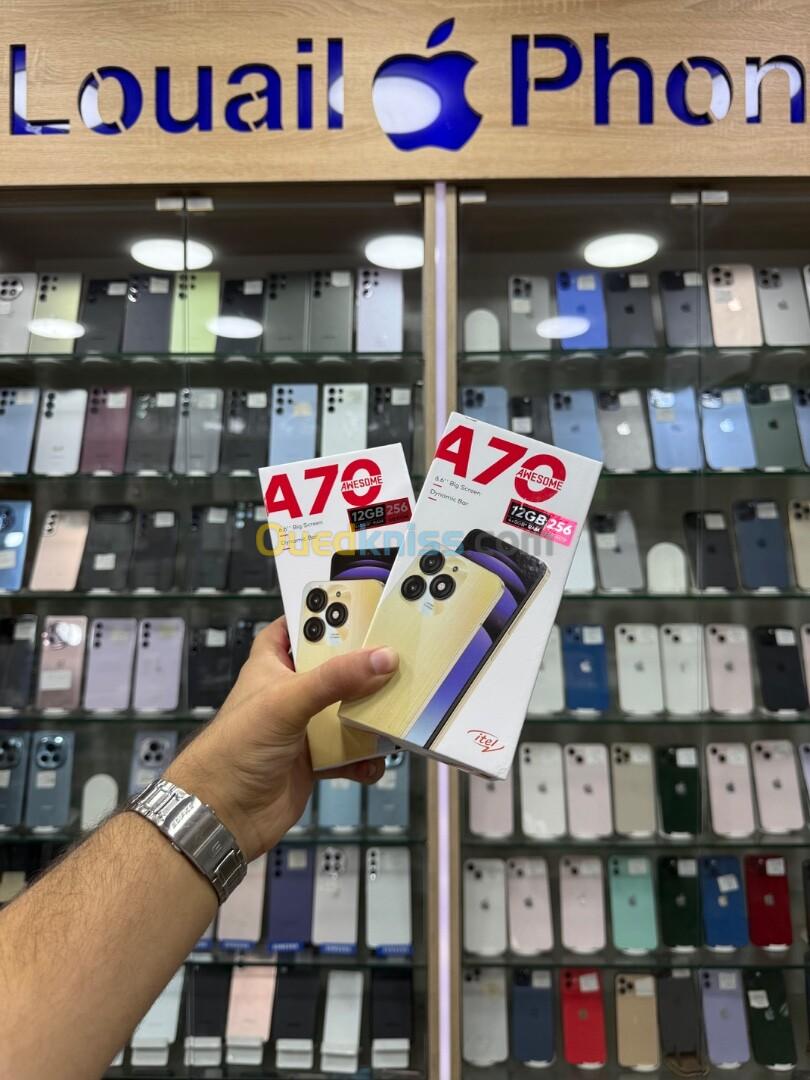 Louail Phon
A70
AWESOME
6.6'' Big Screen
Dynamic Bar
12GB 256
itel
A70
AWESOME
6.6'' Big Screen
Dynamic Bar
12GB 256
Ouedkniss.com